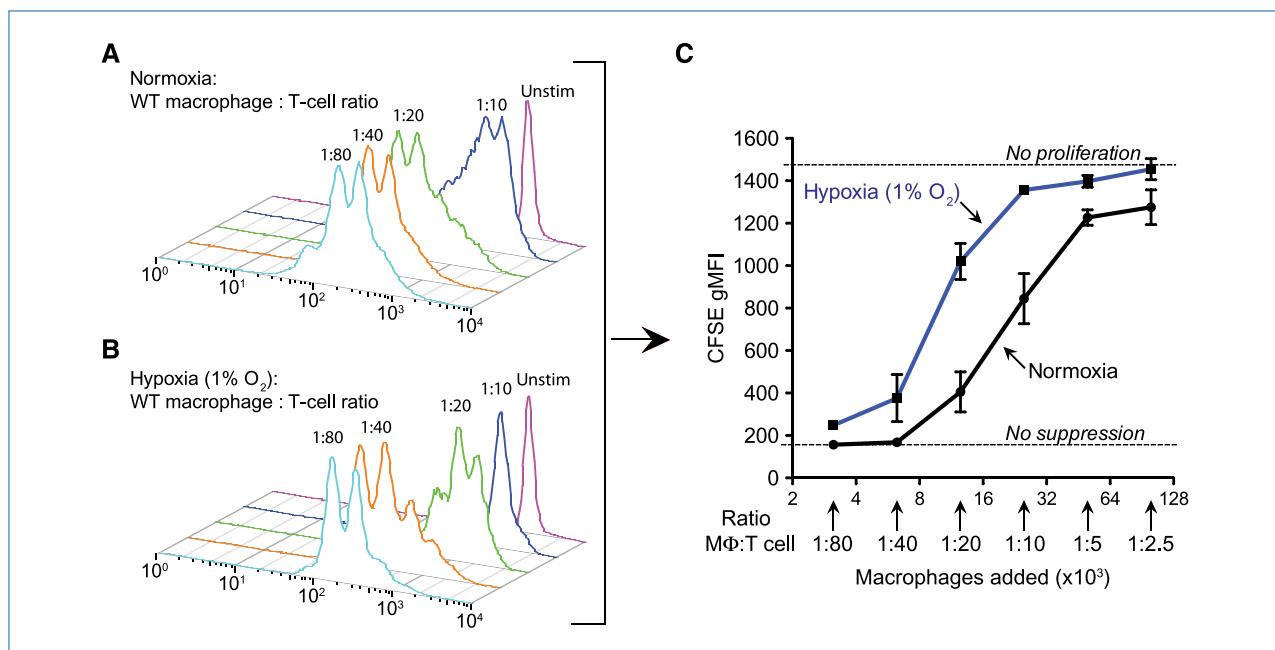 A
Normoxia:
WT macrophage : T-cell ratio
1:80
1:40
1:20
1:10
Unstim
10⁰
10¹
10²
10³
10⁴
B
Hypoxia (1% O₂):
WT macrophage : T-cell ratio
1:80
1:40
1:20
1:10
Unstim
10⁰
10¹
10²
10³
10⁴
C
CFSE gMFI
1600
1400
1200
1000
800
600
400
200
0
No proliferation
Hypoxia (1% O₂)
Normoxia
No suppression
2 4 8 16 32 64 128
Ratio
MΦ:T cell 1:80 1:40 1:20 1:10 1:5 1:2.5
Macrophages added (x10³)